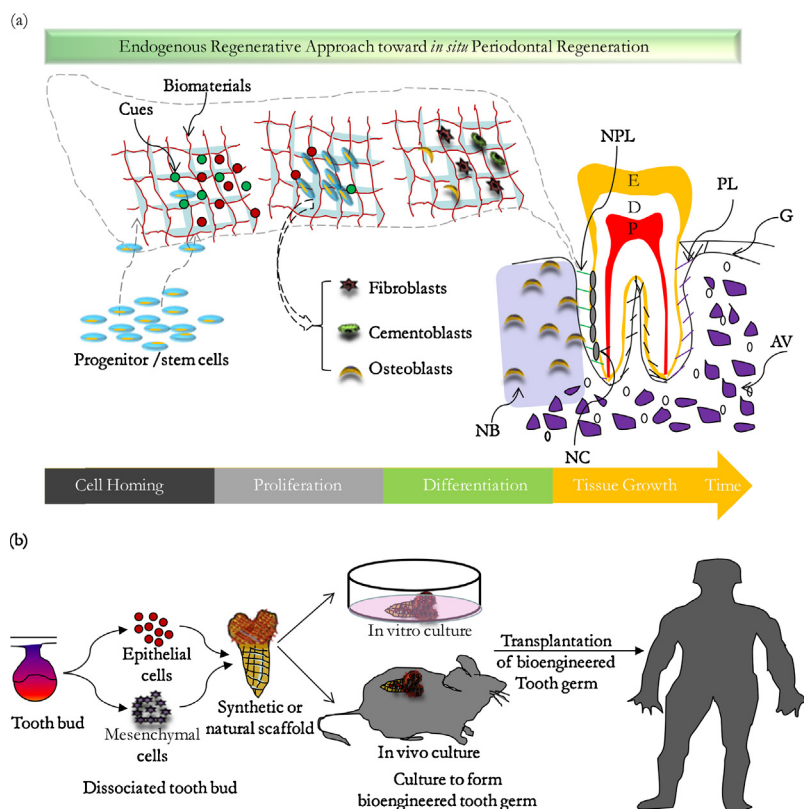 (a)
Endogenous Regenerative Approach toward in situ Periodontal Regeneration
Biomaterials
Cues
NPL
E
D
P
PL
G
Fibroblasts
Cementoblasts
Osteoblasts
Progenitor /stem cells
AV
NB
NC
Cell Homing
Proliferation
Differentiation
Tissue Growth
Time
(b)
Tooth bud
Epithelial
cells
Mesenchymal
cells
Dissociated tooth bud
Synthetic or
natural scaffold
In vitro culture
In vivo culture
Culture to form
bioengineered tooth germ
Transplantation
of bioengineered
Tooth germ